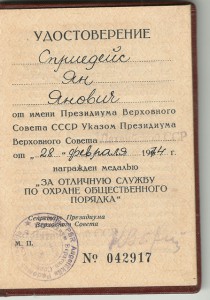 УДОСТОВЕРЕНИЕ
Сприедейс
Ян
Янович
от имени Президиума Верховного
Совета СССР Указом Президиума
Верховного Совета
от „28" февраля 1974 г.
награжден медалью
„ЗА ОТЛИЧНУЮ СЛУЖБУ
ПО ОХРАНЕ ОБЩЕСТВЕННОГО
ПОРЯДКА"
Секретарь Президиума
Верховного Совета
М. П.
№ 042917